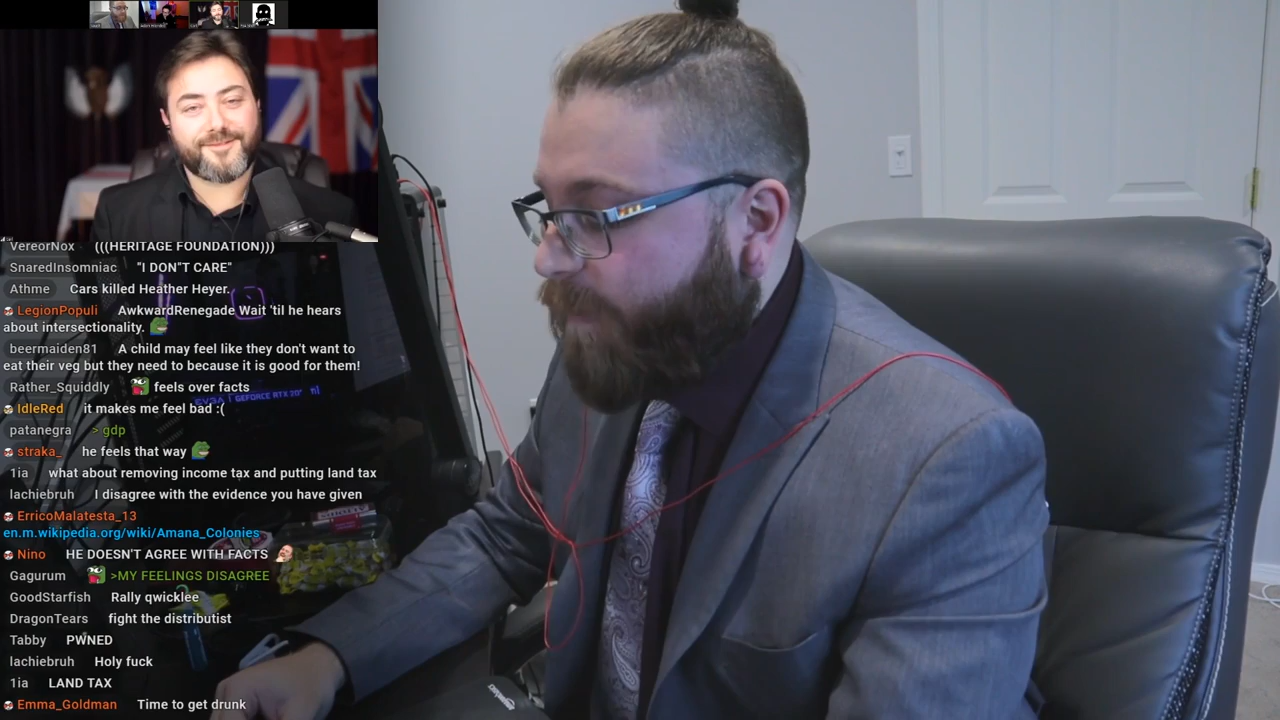 VereorNox (((HERITAGE FOUNDATION)))
SnaredInsomniac "I DON"T CARE"
Athme Cars killed Heather Heyer.
LegionPopuli AwkwardRenegade Wait 'til he hears
about intersectionality.
beermaiden81 A child may feel like they don't want to
eat their veg but they need to because it is good for them!
Rather_Squiddly feels over facts
EVGA GEFORCE RTX 20
IdleRed it makes me feel bad :(
patanegra > gdp
straka_ he feels that way
1ia what about removing income tax and putting land tax
lachiebruh I disagree with the evidence you have given
ErricoMalatesta_13
en.m.wikipedia.org/wiki/Amana_Colonies
Nino HE DOESN'T AGREE WITH FACTS
Gagurum >MY FEELINGS DISAGREE
GoodStarfish Rally qwicklee
DragonTears fight the distributist
Tabby PWNED
lachiebruh Holy fuck
1ia LAND TAX
Emma_Goldman Time to get drunk